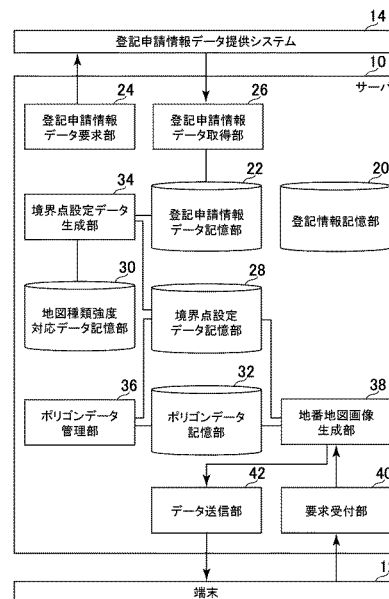 14
登記申請情報データ提供システム
10
サーバ
24
登記申請情報
データ要求部
26
登記申請情報
データ取得部
34
境界点設定データ
生成部
22
登記申請情報
データ記憶部
20
登記情報記憶部
30
地図種類強度
対応データ記憶部
28
境界点設定
データ記憶部
36
ポリゴンデータ
管理部
32
ポリゴンデータ
記憶部
38
地番地図画像
生成部
42
データ送信部
40
要求受付部
端末